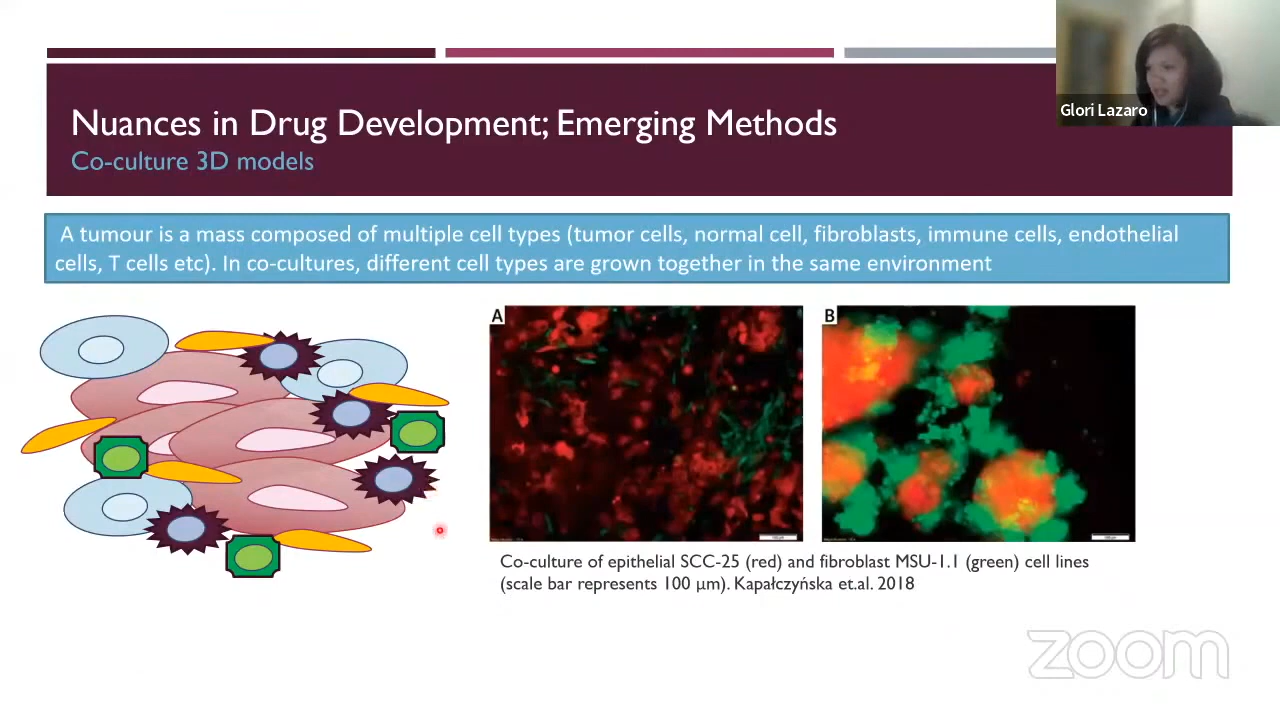 Glori Lazaro
Nuances in Drug Development; Emerging Methods
Co-culture 3D models
A tumour is a mass composed of multiple cell types (tumor cells, normal cell, fibroblasts, immune cells, endothelial
cells, T cells etc). In co-cultures, different cell types are grown together in the same environment
A
B
Co-culture of epithelial SCC-25 (red) and fibroblast MSU-1.1 (green) cell lines
(scale bar represents 100 μm). Kapałczyńska et.al. 2018
zoom